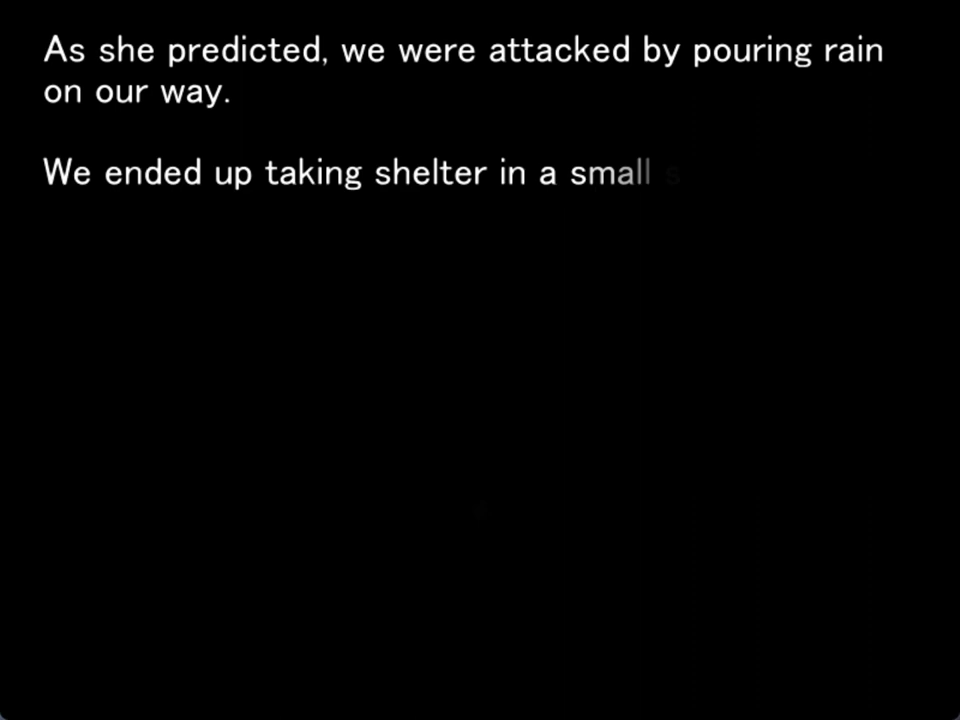 As she predicted, we were attacked by pouring rain
on our way.
We ended up taking shelter in a small s